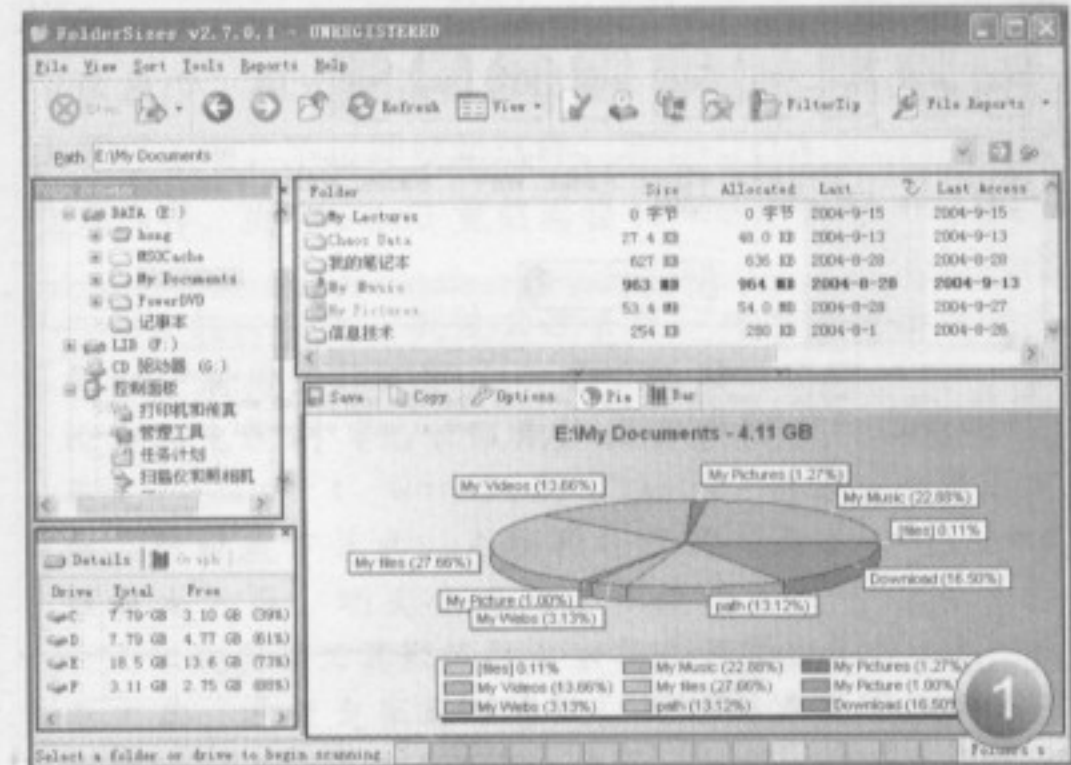 FolderSizes v2.7.0.1 - UNREGISTERED
File View Sort Tools Reports Help
Refresh View FilterTip File Reports
Path E:\My Documents Go
DATA (E:)
hong
MSOCache
My Documents
PowerDVD
记事本
LIB (F:)
CD 驱动器 (G:)
控制面板
打印机和传真
管理工具
任务计划
扫描仪和照相机
Folder Size Allocated Last Last Access
My Lectures 0 字节 0 字节 2004-9-15 2004-9-15
Chaos Data 27.4 KB 48.0 KB 2004-9-13 2004-9-13
我的笔记本 627 KB 636 KB 2004-8-28 2004-8-28
My Music 963 MB 964 MB 2004-8-28 2004-9-13
My Pictures 53.4 MB 54.0 MB 2004-8-28 2004-9-27
信息技术 254 KB 280 KB 2004-8-1 2004-8-26
Save Copy Options Pie Bar
E:\My Documents - 4.11 GB
My Pictures (1.27%)
My Videos (13.66%)
My Music (22.88%)
[files] 0.11%
My files (27.66%)
Download (16.50%)
My Picture (1.00%)
path (13.12%)
My Webs (3.13%)
[files] 0.11% My Music (22.88%) My Pictures (1.27%)
My Videos (13.66%) My files (27.66%) My Picture (1.00%)
My Webs (3.13%) path (13.12%) Download (16.50%
Details Graph
Drive Total Free
C: 7.79 GB 3.10 GB (39%)
D: 7.79 GB 4.77 GB (61%)
E: 18.5 GB 13.6 GB (73%)
F: 3.11 GB 2.75 GB (88%)
Select a folder or drive to begin scanning Folders
1